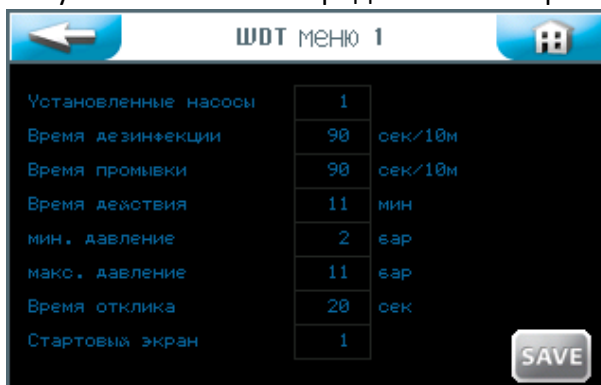 WDT меню 1
Установленные насосы 1
Время дезинфекции 90 сек/10м
Время промывки 90 сек/10м
Время действия 11 мин
мин. давление 2 бар
макс. давление 11 бар
Время отклика 20 сек
Стартовый экран 1
SAVE